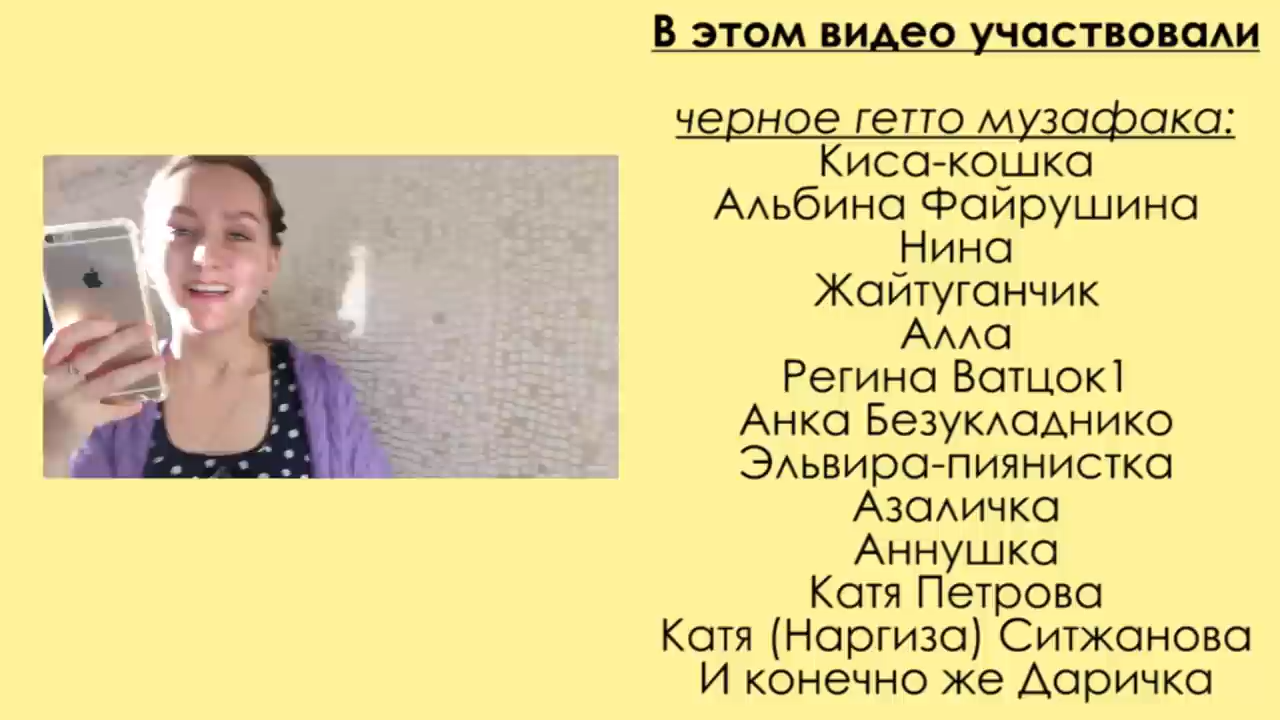 В этом видео участвовали
черное гетто музафака:
Киса-кошка
Альбина Файрушина
Нина
Жайтуганчик
Алла
Регина Ватцок1
Анка Безукладнико
Эльвира-пиянистка
Азаличка
Аннушка
Катя Петрова
Катя (Наргиза) Ситжанова
И конечно же Даричка